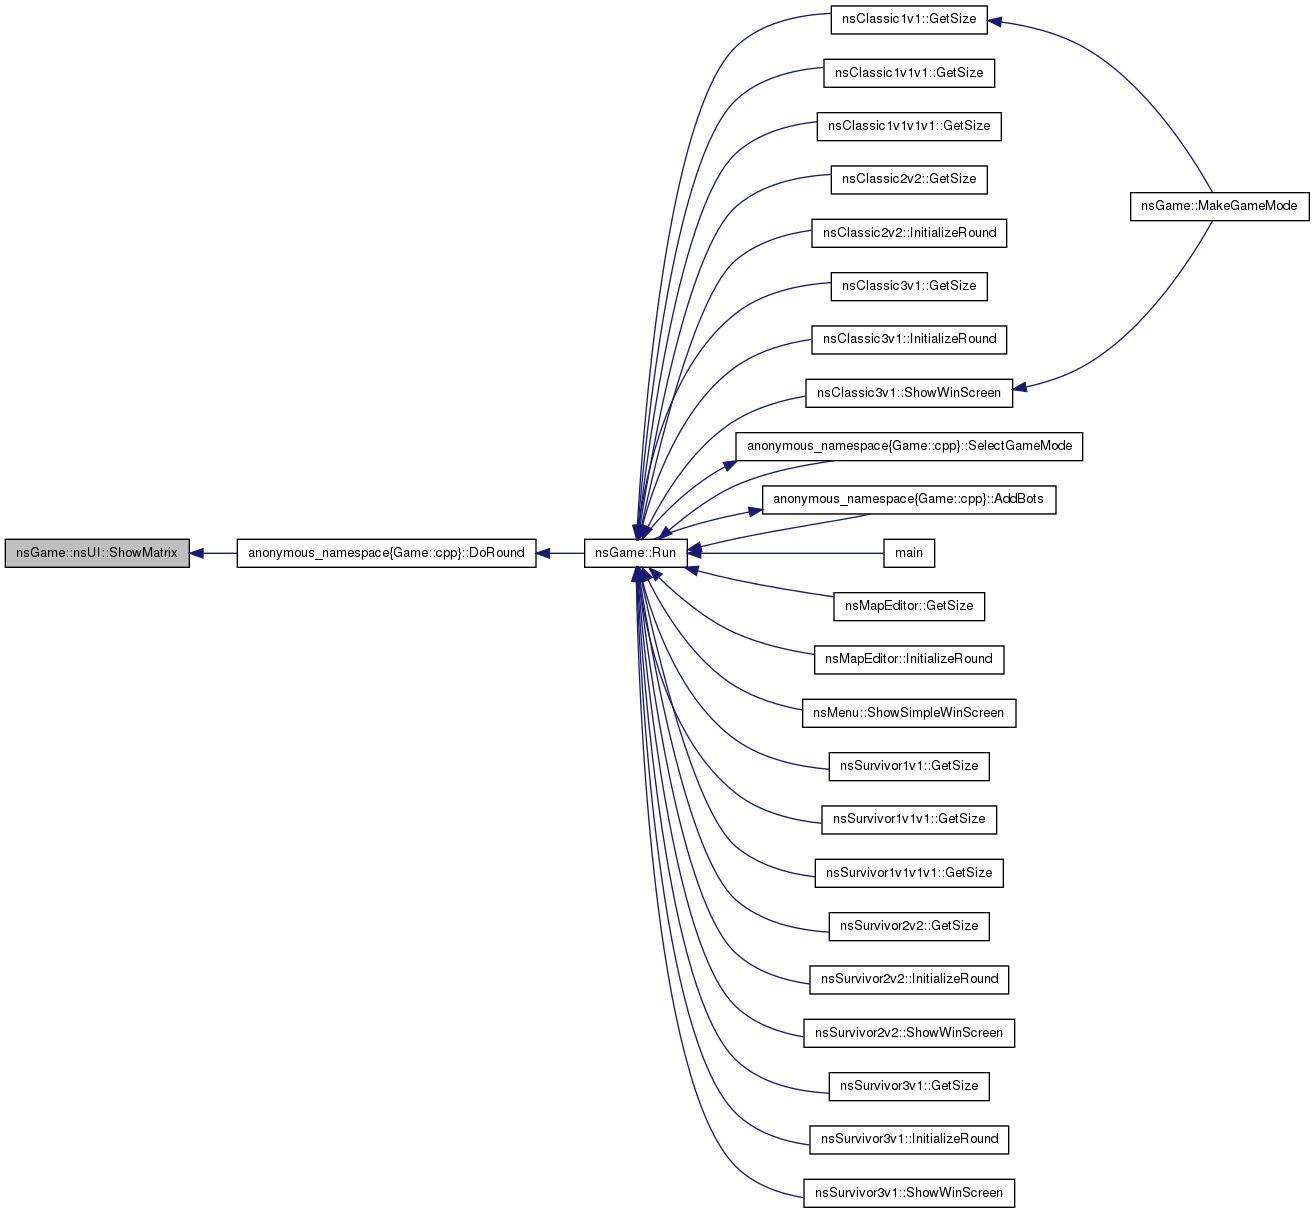 nsClassic1v1::GetSize
nsClassic1v1v1::GetSize
nsClassic1v1v1v1::GetSize
nsClassic2v2::GetSize
nsGame::MakeGameMode
nsClassic2v2::InitializeRound
nsClassic3v1::GetSize
nsClassic3v1::InitializeRound
nsClassic3v1::ShowWinScreen
anonymous_namespace{Game::cpp}::SelectGameMode
anonymous_namespace{Game::cpp}::AddBots
nsGame::nsUI::ShowMatrix
anonymous_namespace{Game::cpp}::DoRound
nsGame::Run
main
nsMapEditor::GetSize
nsMapEditor::InitializeRound
nsMenu::ShowSimpleWinScreen
nsSurvivor1v1::GetSize
nsSurvivor1v1v1::GetSize
nsSurvivor1v1v1v1::GetSize
nsSurvivor2v2::GetSize
nsSurvivor2v2::InitializeRound
nsSurvivor2v2::ShowWinScreen
nsSurvivor3v1::GetSize
nsSurvivor3v1::InitializeRound
nsSurvivor3v1::ShowWinScreen